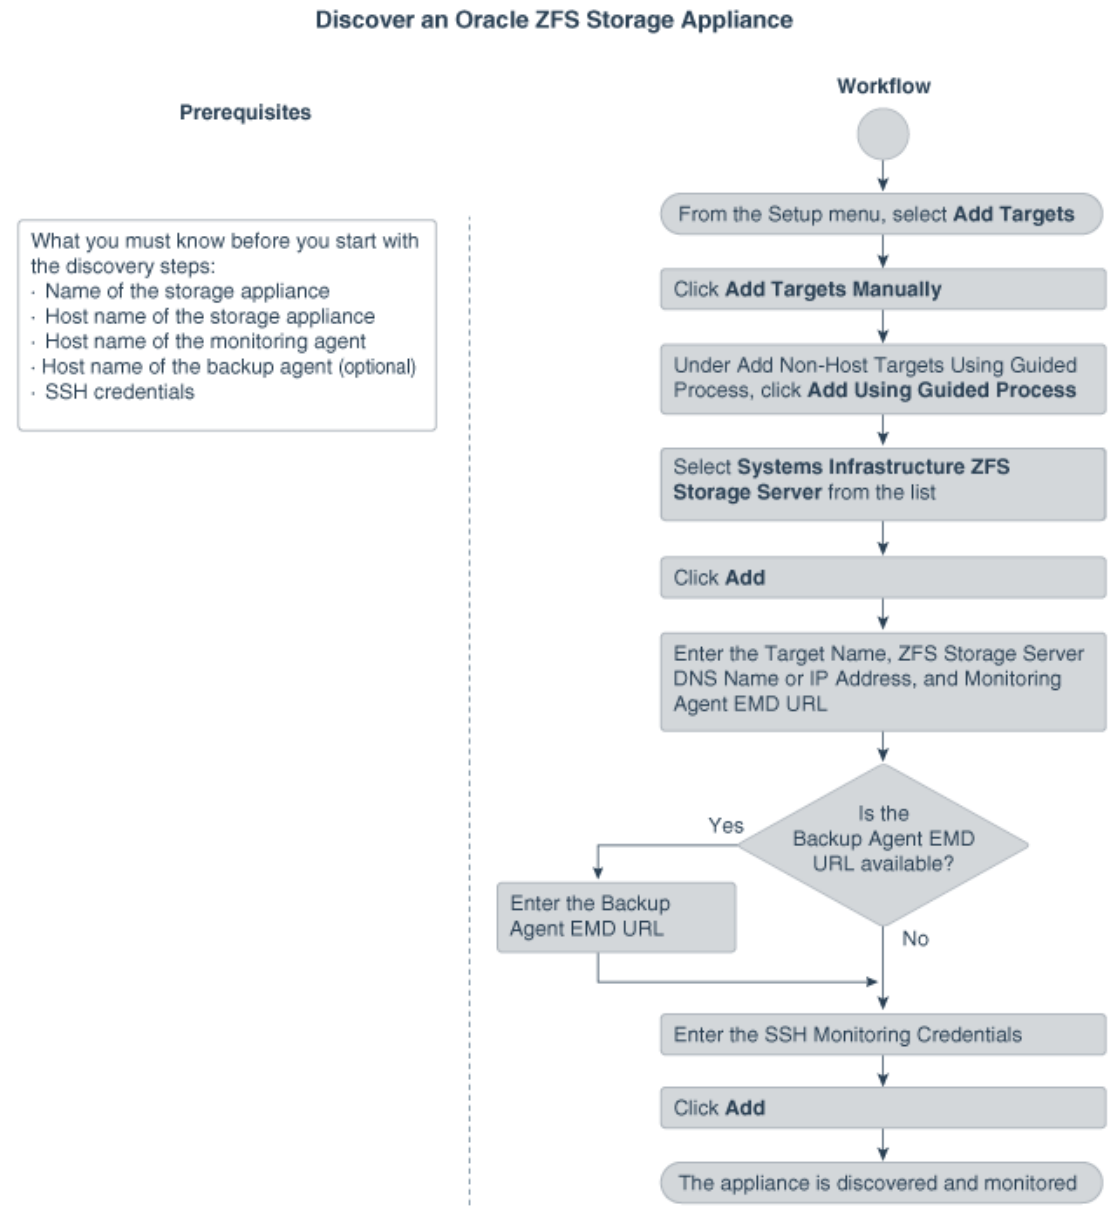 Discover an Oracle ZFS Storage Appliance
Prerequisites
What you must know before you start with
the discovery steps:
· Name of the storage appliance
· Host name of the storage appliance
· Host name of the monitoring agent
· Host name of the backup agent (optional)
· SSH credentials
Workflow
From the Setup menu, select Add Targets
Click Add Targets Manually
Under Add Non-Host Targets Using Guided
Process, click Add Using Guided Process
Select Systems Infrastructure ZFS
Storage Server from the list
Click Add
Enter the Target Name, ZFS Storage Server
DNS Name or IP Address, and Monitoring
Agent EMD URL
Is the
Backup Agent EMD
URL available?
Yes
Enter the Backup
Agent EMD URL
No
Enter the SSH Monitoring Credentials
Click Add
The appliance is discovered and monitored